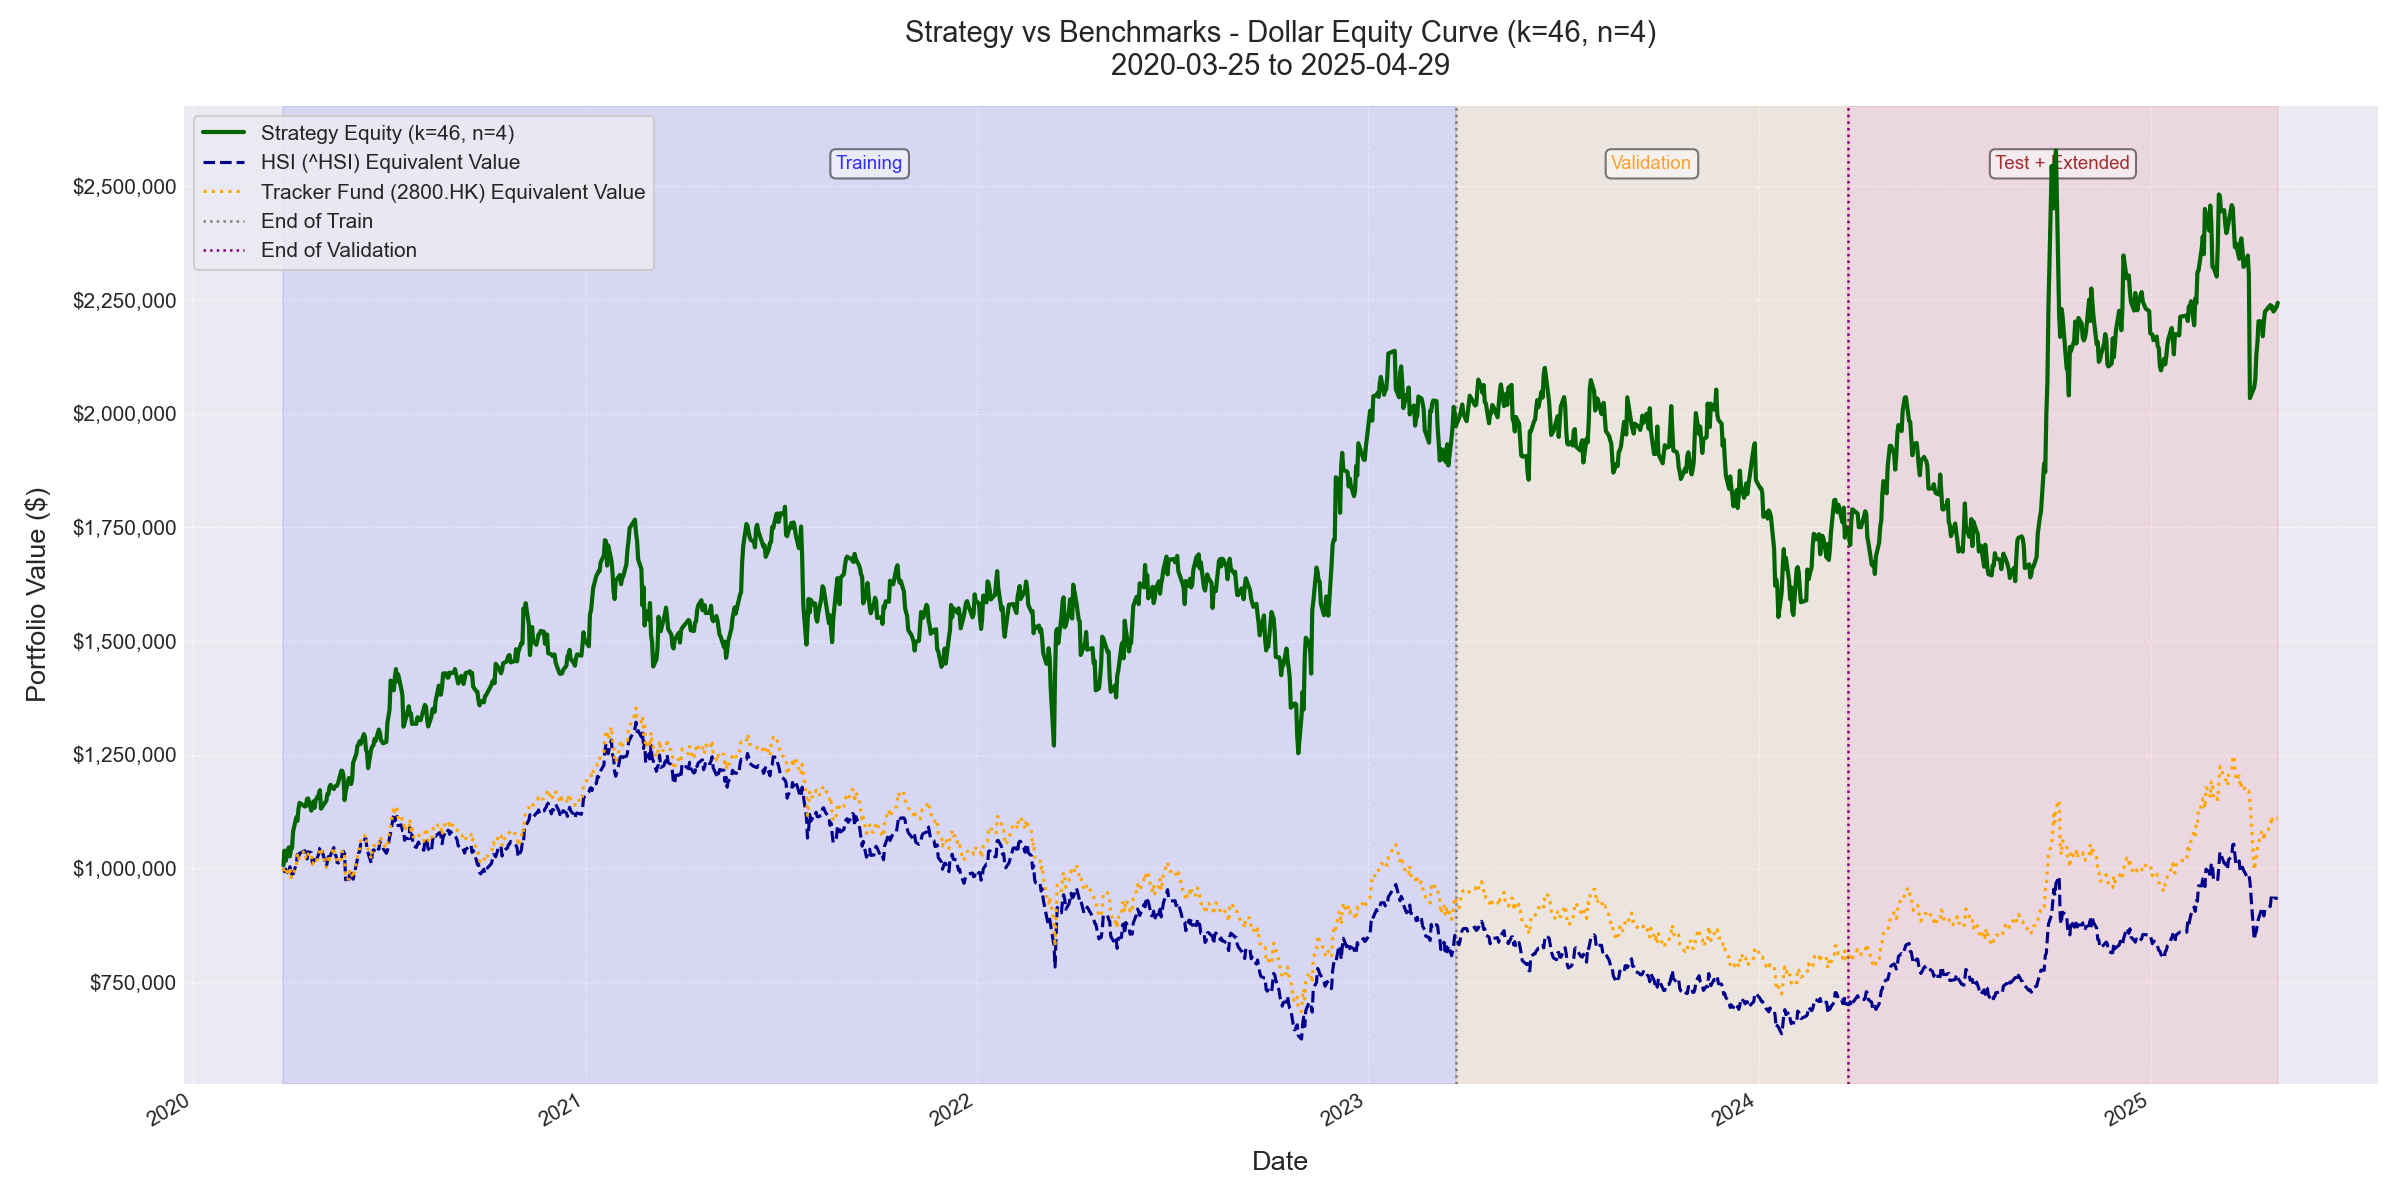 Strategy vs Benchmarks - Dollar Equity Curve (k=46, n=4)
2020-03-25 to 2025-04-29
Strategy Equity (k=46, n=4)
HSI (^HSI) Equivalent Value
Tracker Fund (2800.HK) Equivalent Value
End of Train
End of Validation
Training
Validation
Test + Extended
Portfolio Value ($)
$2,500,000
$2,250,000
$2,000,000
$1,750,000
$1,500,000
$1,250,000
$1,000,000
$750,000
2020
2021
2022
2023
2024
2025
Date